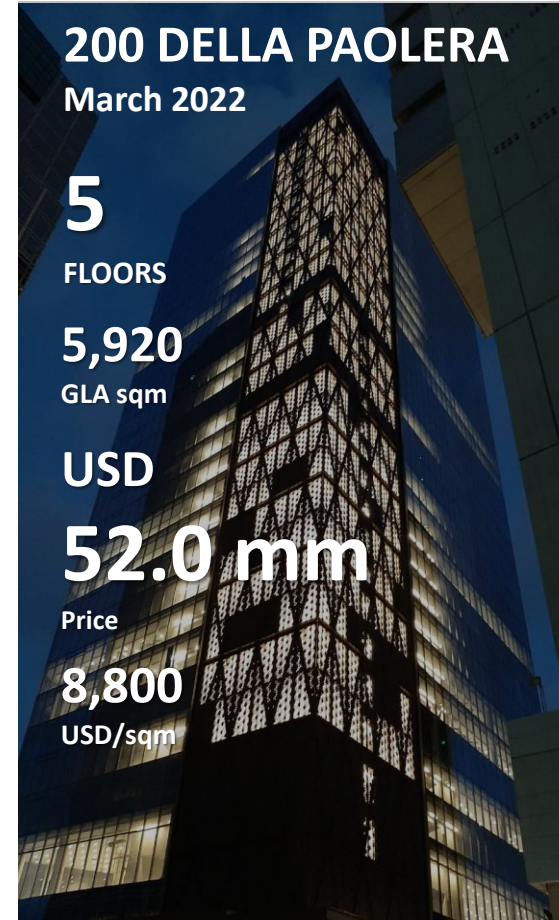 200 DELLA PAOLERA
March 2022
5
FLOORS
5,920
GLA sqm
USD
52.0 mm
Price
8,800
USD/sqm